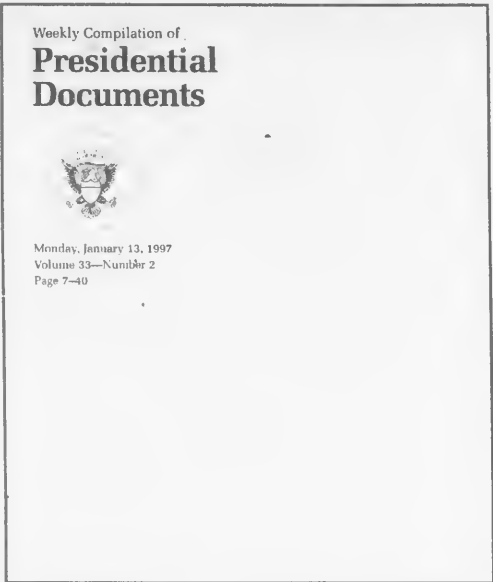 Weekly Compilation of
Presidential
Documents
Monday, January 13, 1997
Volume 33—Number 2
Page 7–40